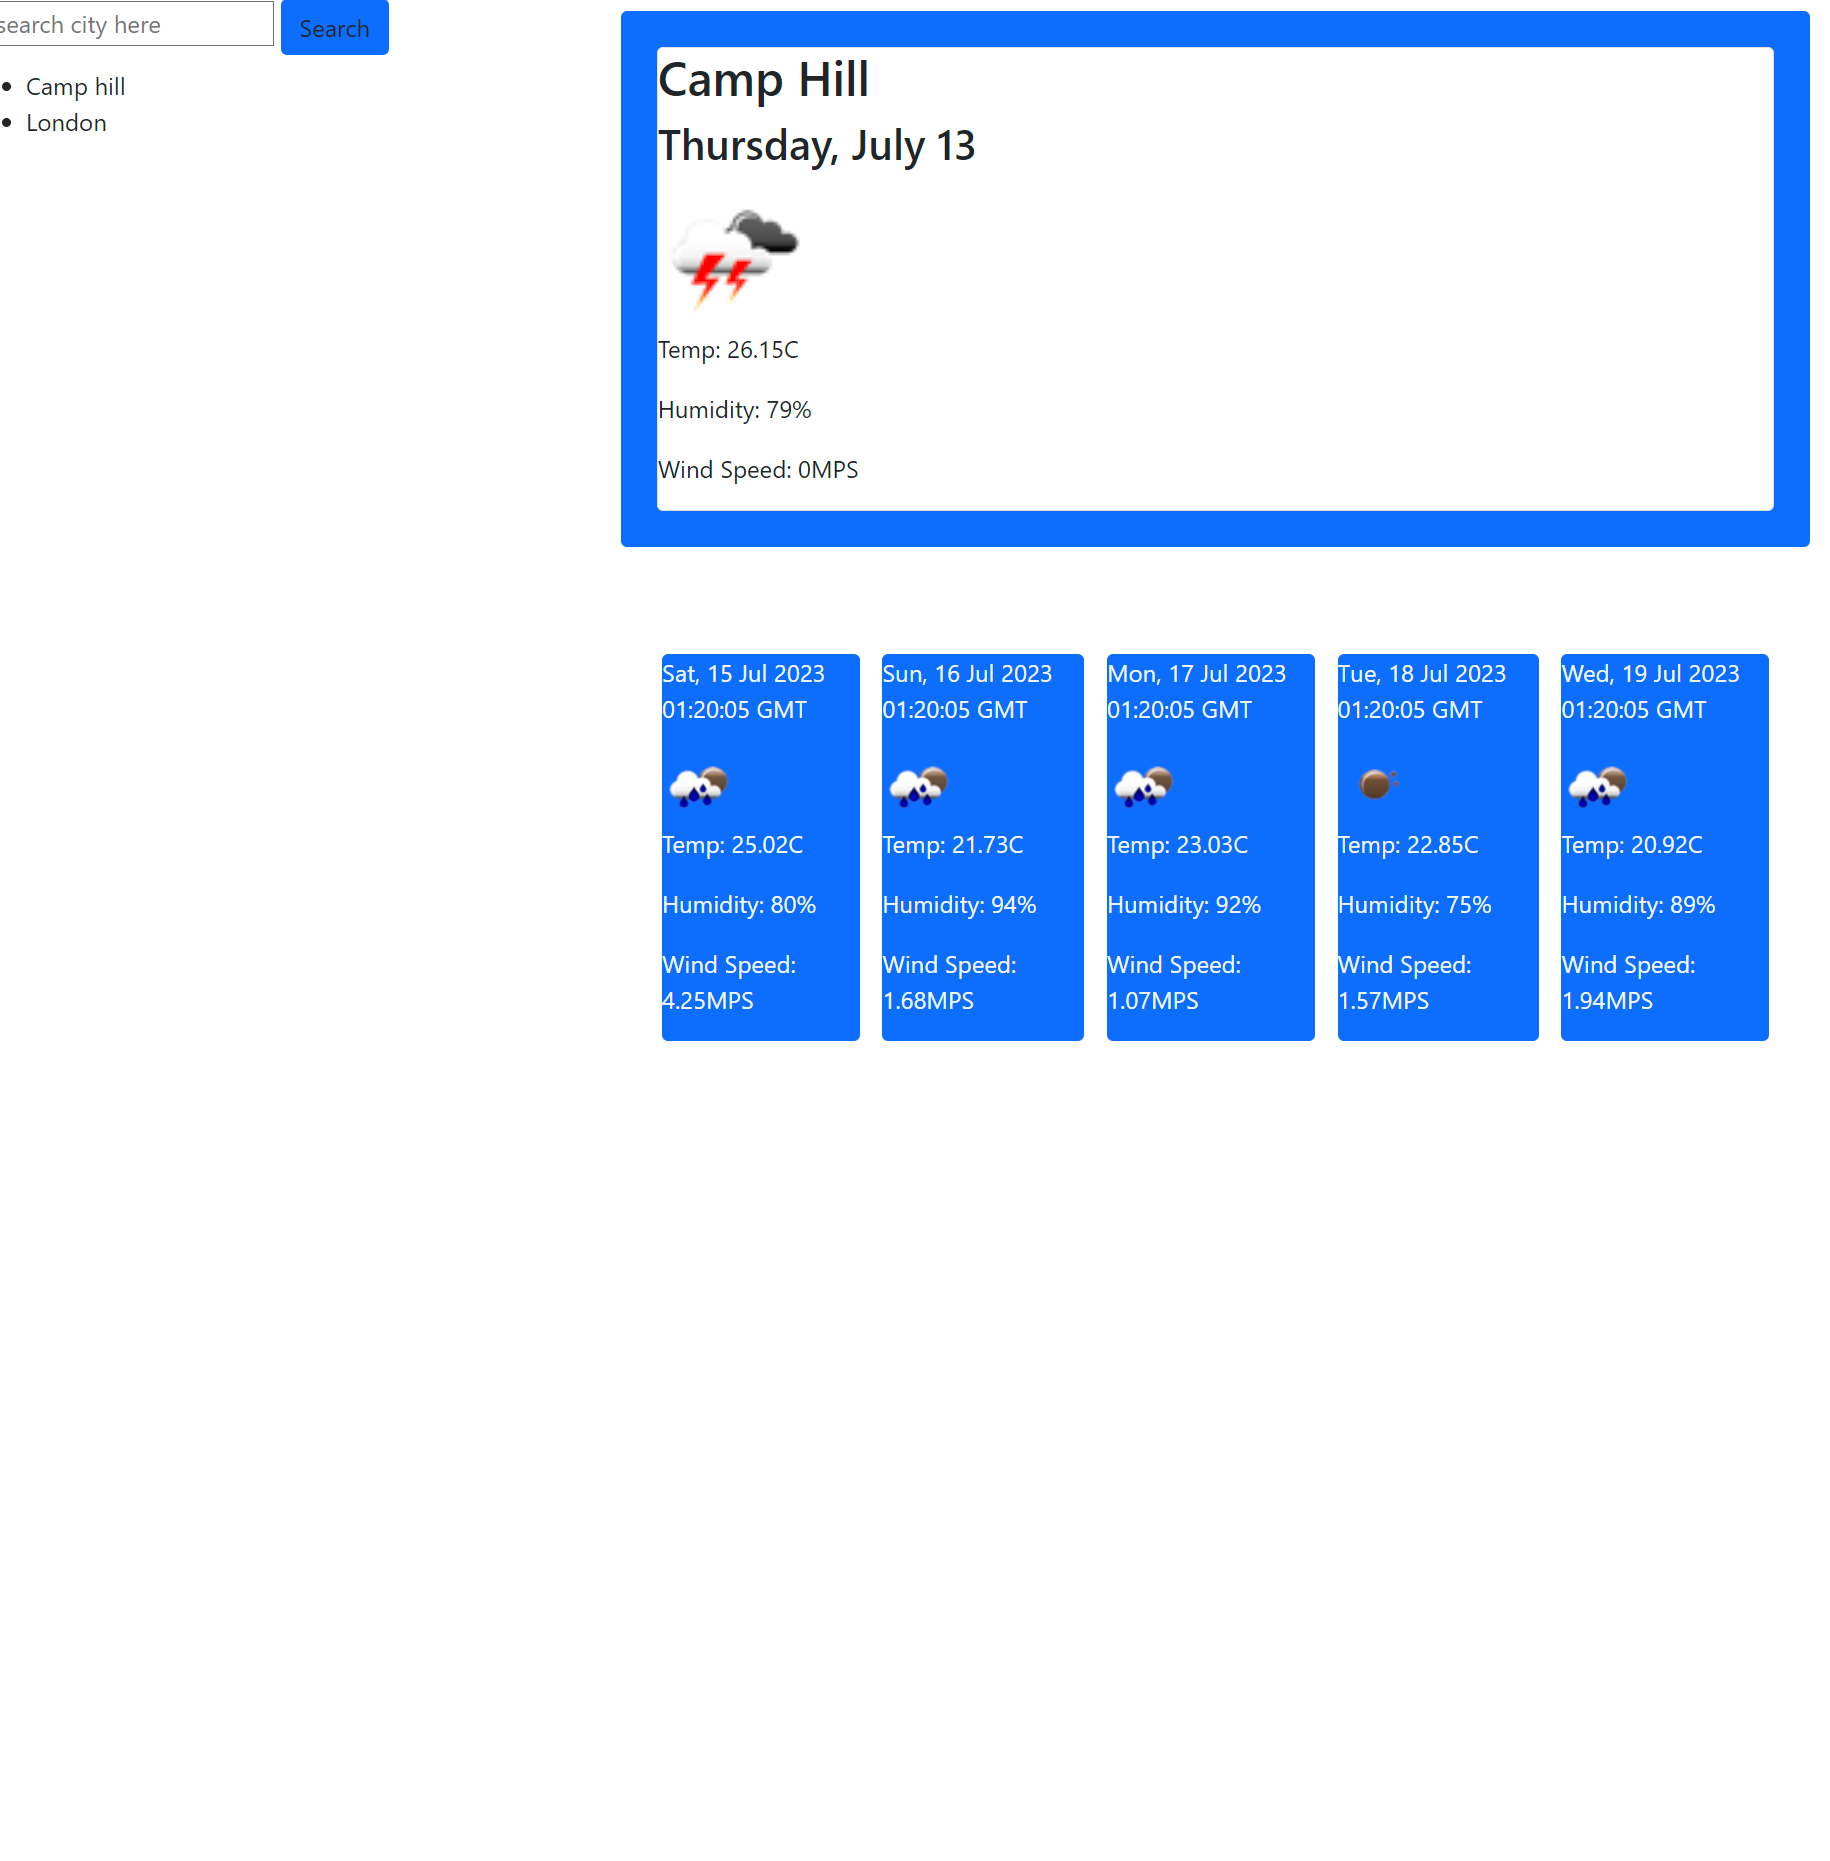 search city here
Search
Camp hill
London
Camp Hill
Thursday, July 13
Temp: 26.15C
Humidity: 79%
Wind Speed: 0MPS
Sat, 15 Jul 2023
01:20:05 GMT
Temp: 25.02C
Humidity: 80%
Wind Speed:
4.25MPS
Sun, 16 Jul 2023
01:20:05 GMT
Temp: 21.73C
Humidity: 94%
Wind Speed:
1.68MPS
Mon, 17 Jul 2023
01:20:05 GMT
Temp: 23.03C
Humidity: 92%
Wind Speed:
1.07MPS
Tue, 18 Jul 2023
01:20:05 GMT
Temp: 22.85C
Humidity: 75%
Wind Speed:
1.57MPS
Wed, 19 Jul 2023
01:20:05 GMT
Temp: 20.92C
Humidity: 89%
Wind Speed:
1.94MPS